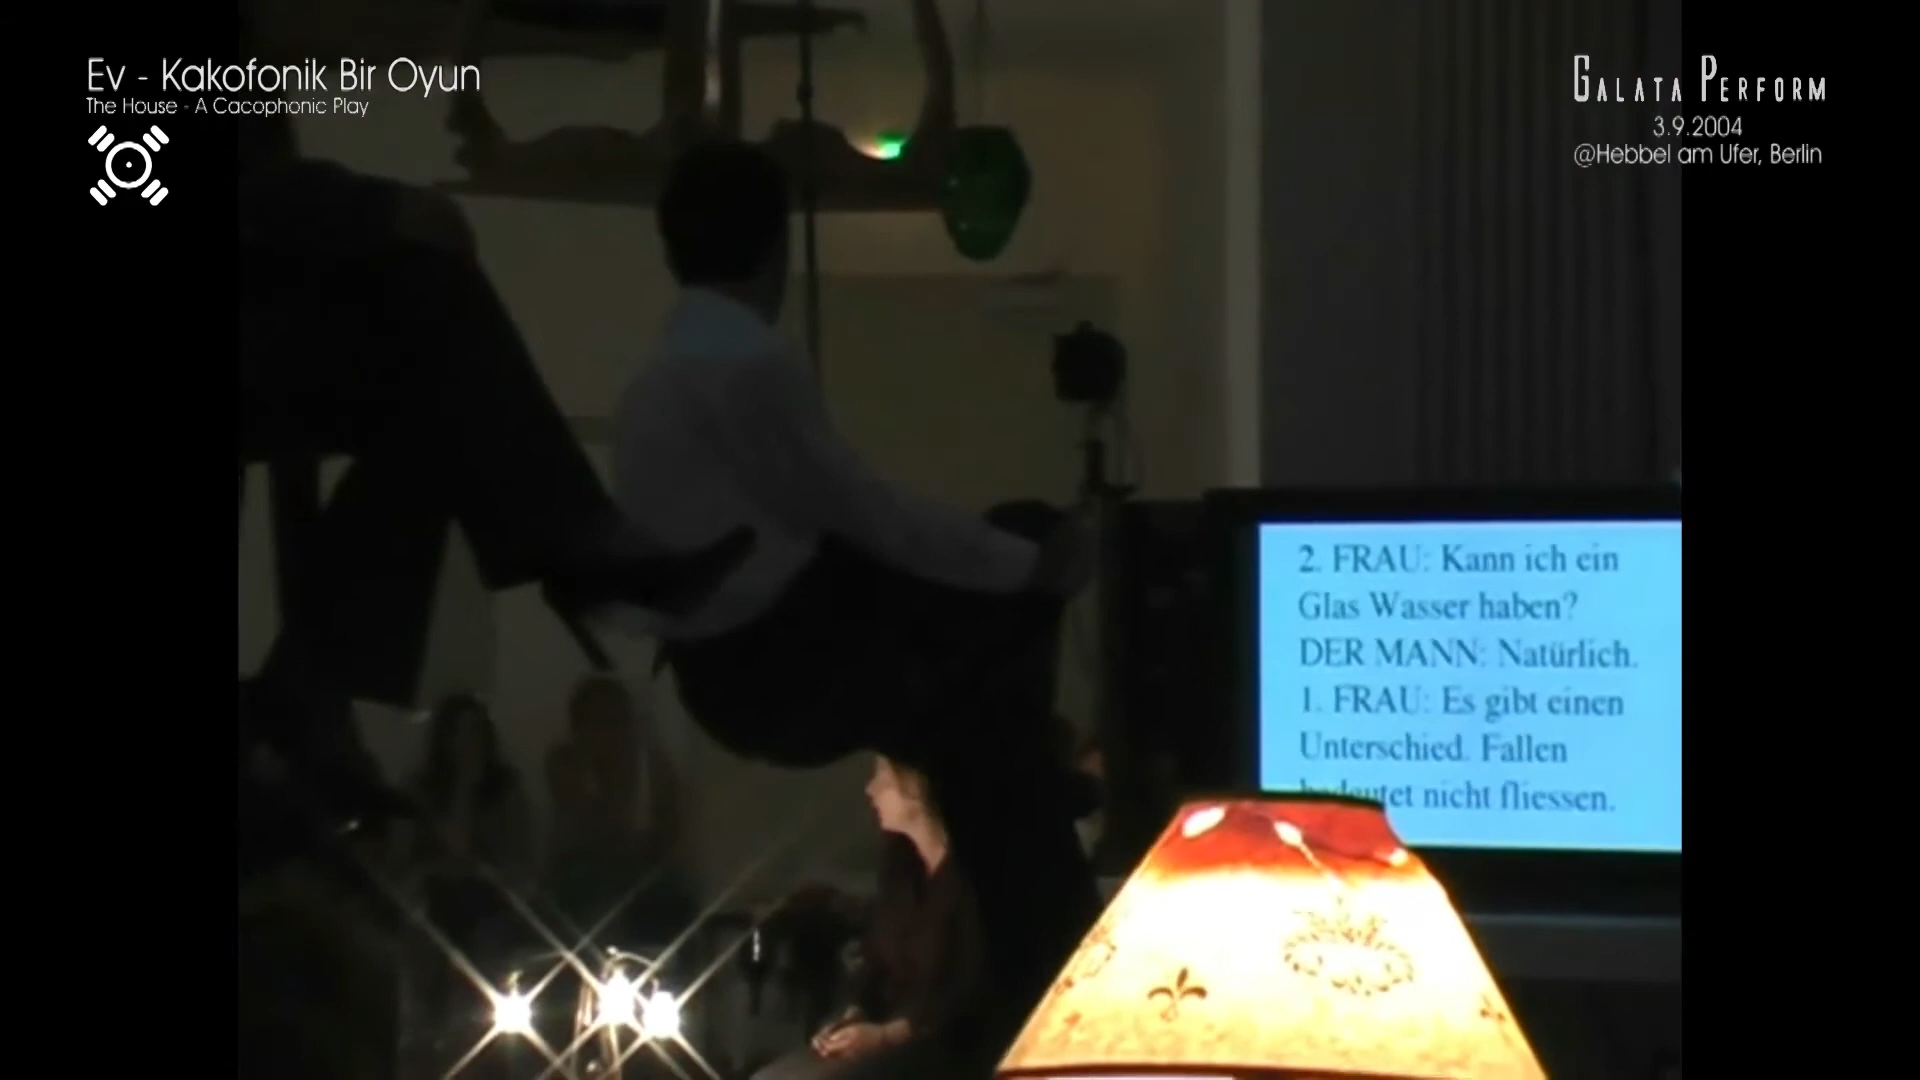 Ev - Kakofonik Bir Oyun
The House - A Cacophonic Play
GALATA PERFORM
3.9.2004
@Hebbel am Ufer, Berlin
2. FRAU: Kann ich ein
Glas Wasser haben?
DER MANN: Natürlich.
1. FRAU: Es gibt einen
Unterschied. Fallen
bedeutet nicht fliessen.